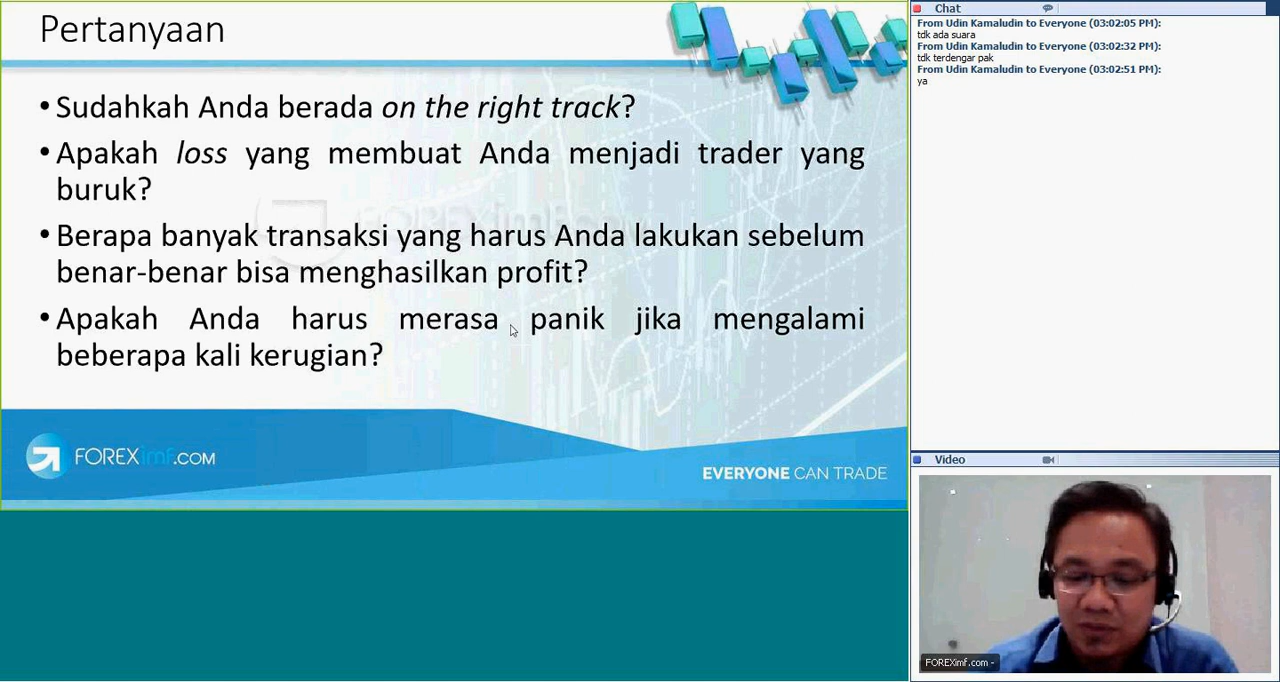 Pertanyaan
• Sudahkah Anda berada on the right track?
• Apakah loss yang membuat Anda menjadi trader yang
buruk?
• Berapa banyak transaksi yang harus Anda lakukan sebelum
benar-benar bisa menghasilkan profit?
• Apakah Anda harus merasa panik jika mengalami
beberapa kali kerugian?
FOREXimf.COM
EVERYONE CAN TRADE
Chat
From Udin Kamaludin to Everyone (03:02:05 PM):
tdk ada suara
From Udin Kamaludin to Everyone (03:02:32 PM):
tdk terdengar pak
From Udin Kamaludin to Everyone (03:02:51 PM):
ya
Video
FOREXimf.com -